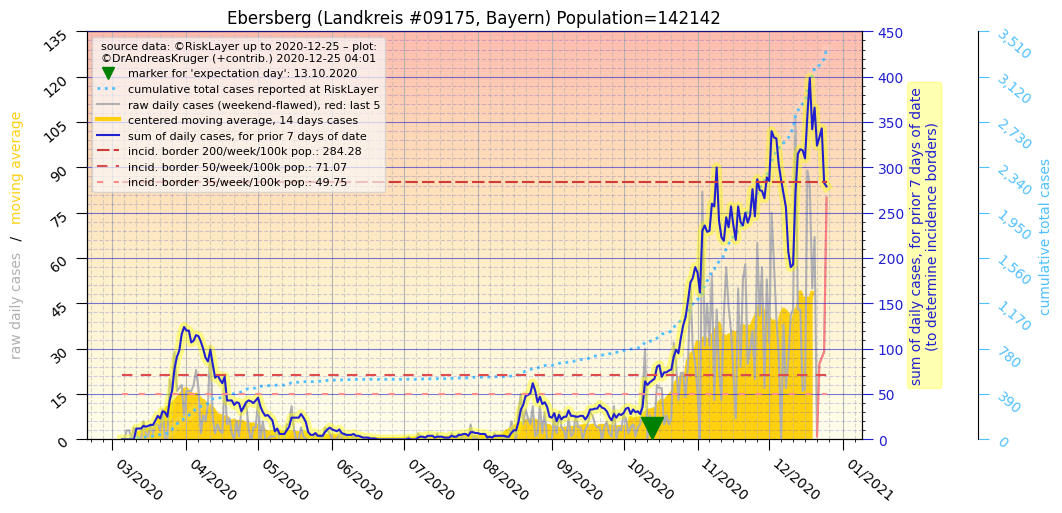 Ebersberg (Landkreis #09175, Bayern) Population=142142
source data: ©RiskLayer up to 2020-12-25 – plot:
©DrAndreasKruger (+contrib.) 2020-12-25 04:01
marker for 'expectation day': 13.10.2020
cumulative total cases reported at RiskLayer
raw daily cases (weekend-flawed), red: last 5
centered moving average, 14 days cases
sum of daily cases, for prior 7 days of date
incid. border 200/week/100k pop.: 284.28
incid. border 50/week/100k pop.: 71.07
incid. border 35/week/100k pop.: 49.75
raw daily cases / moving average
135
120
105
90
75
60
45
30
15
0
03/2020
04/2020
05/2020
06/2020
07/2020
08/2020
09/2020
10/2020
11/2020
12/2020
01/2021
450
400
350
300
250
200
150
100
50
0
sum of daily cases, for prior 7 days of date
(to determine incidence borders)
3,510
3,120
2,730
2,340
1,950
1,560
1,170
780
390
0
cumulative total cases